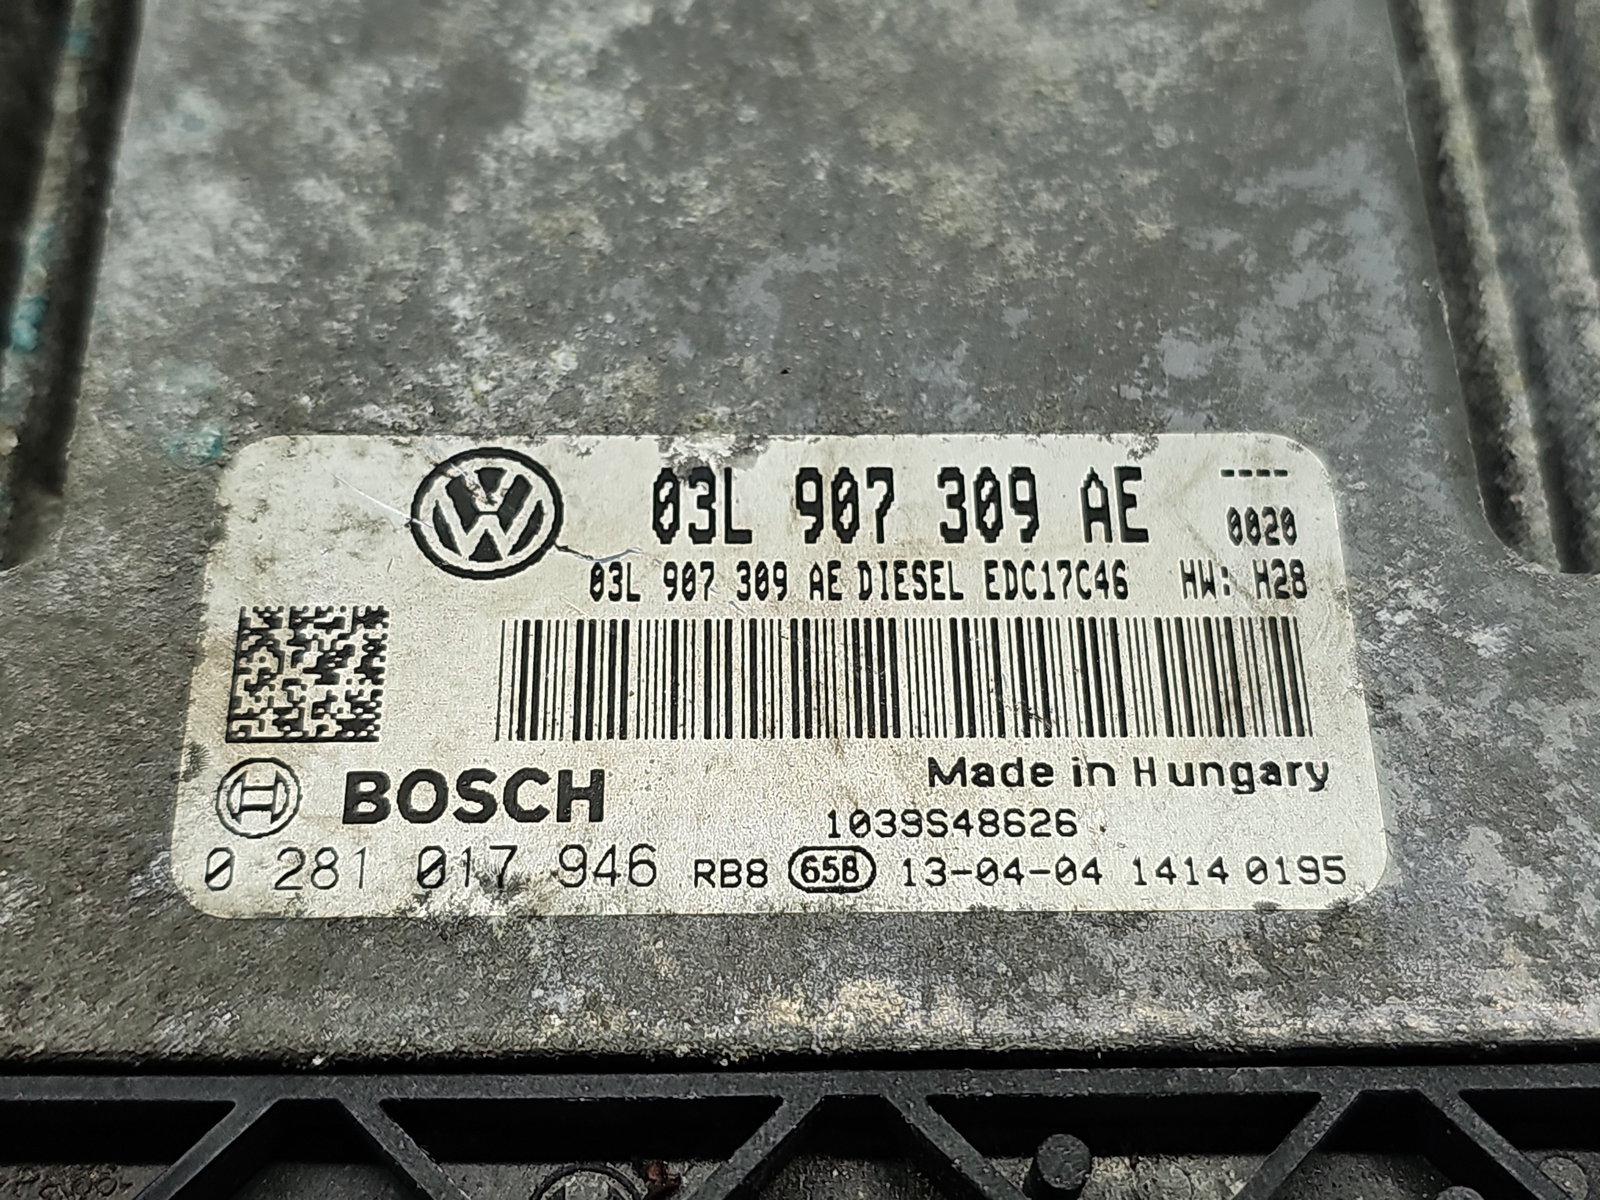 03L 907 309 AE ----
0020
03L 907 309 AE DIESEL EDC17C46 HW: H28
BOSCH
Made in Hungary
1039S48626
0 281 017 946 RB8 65B 13-04-04 1414 0195